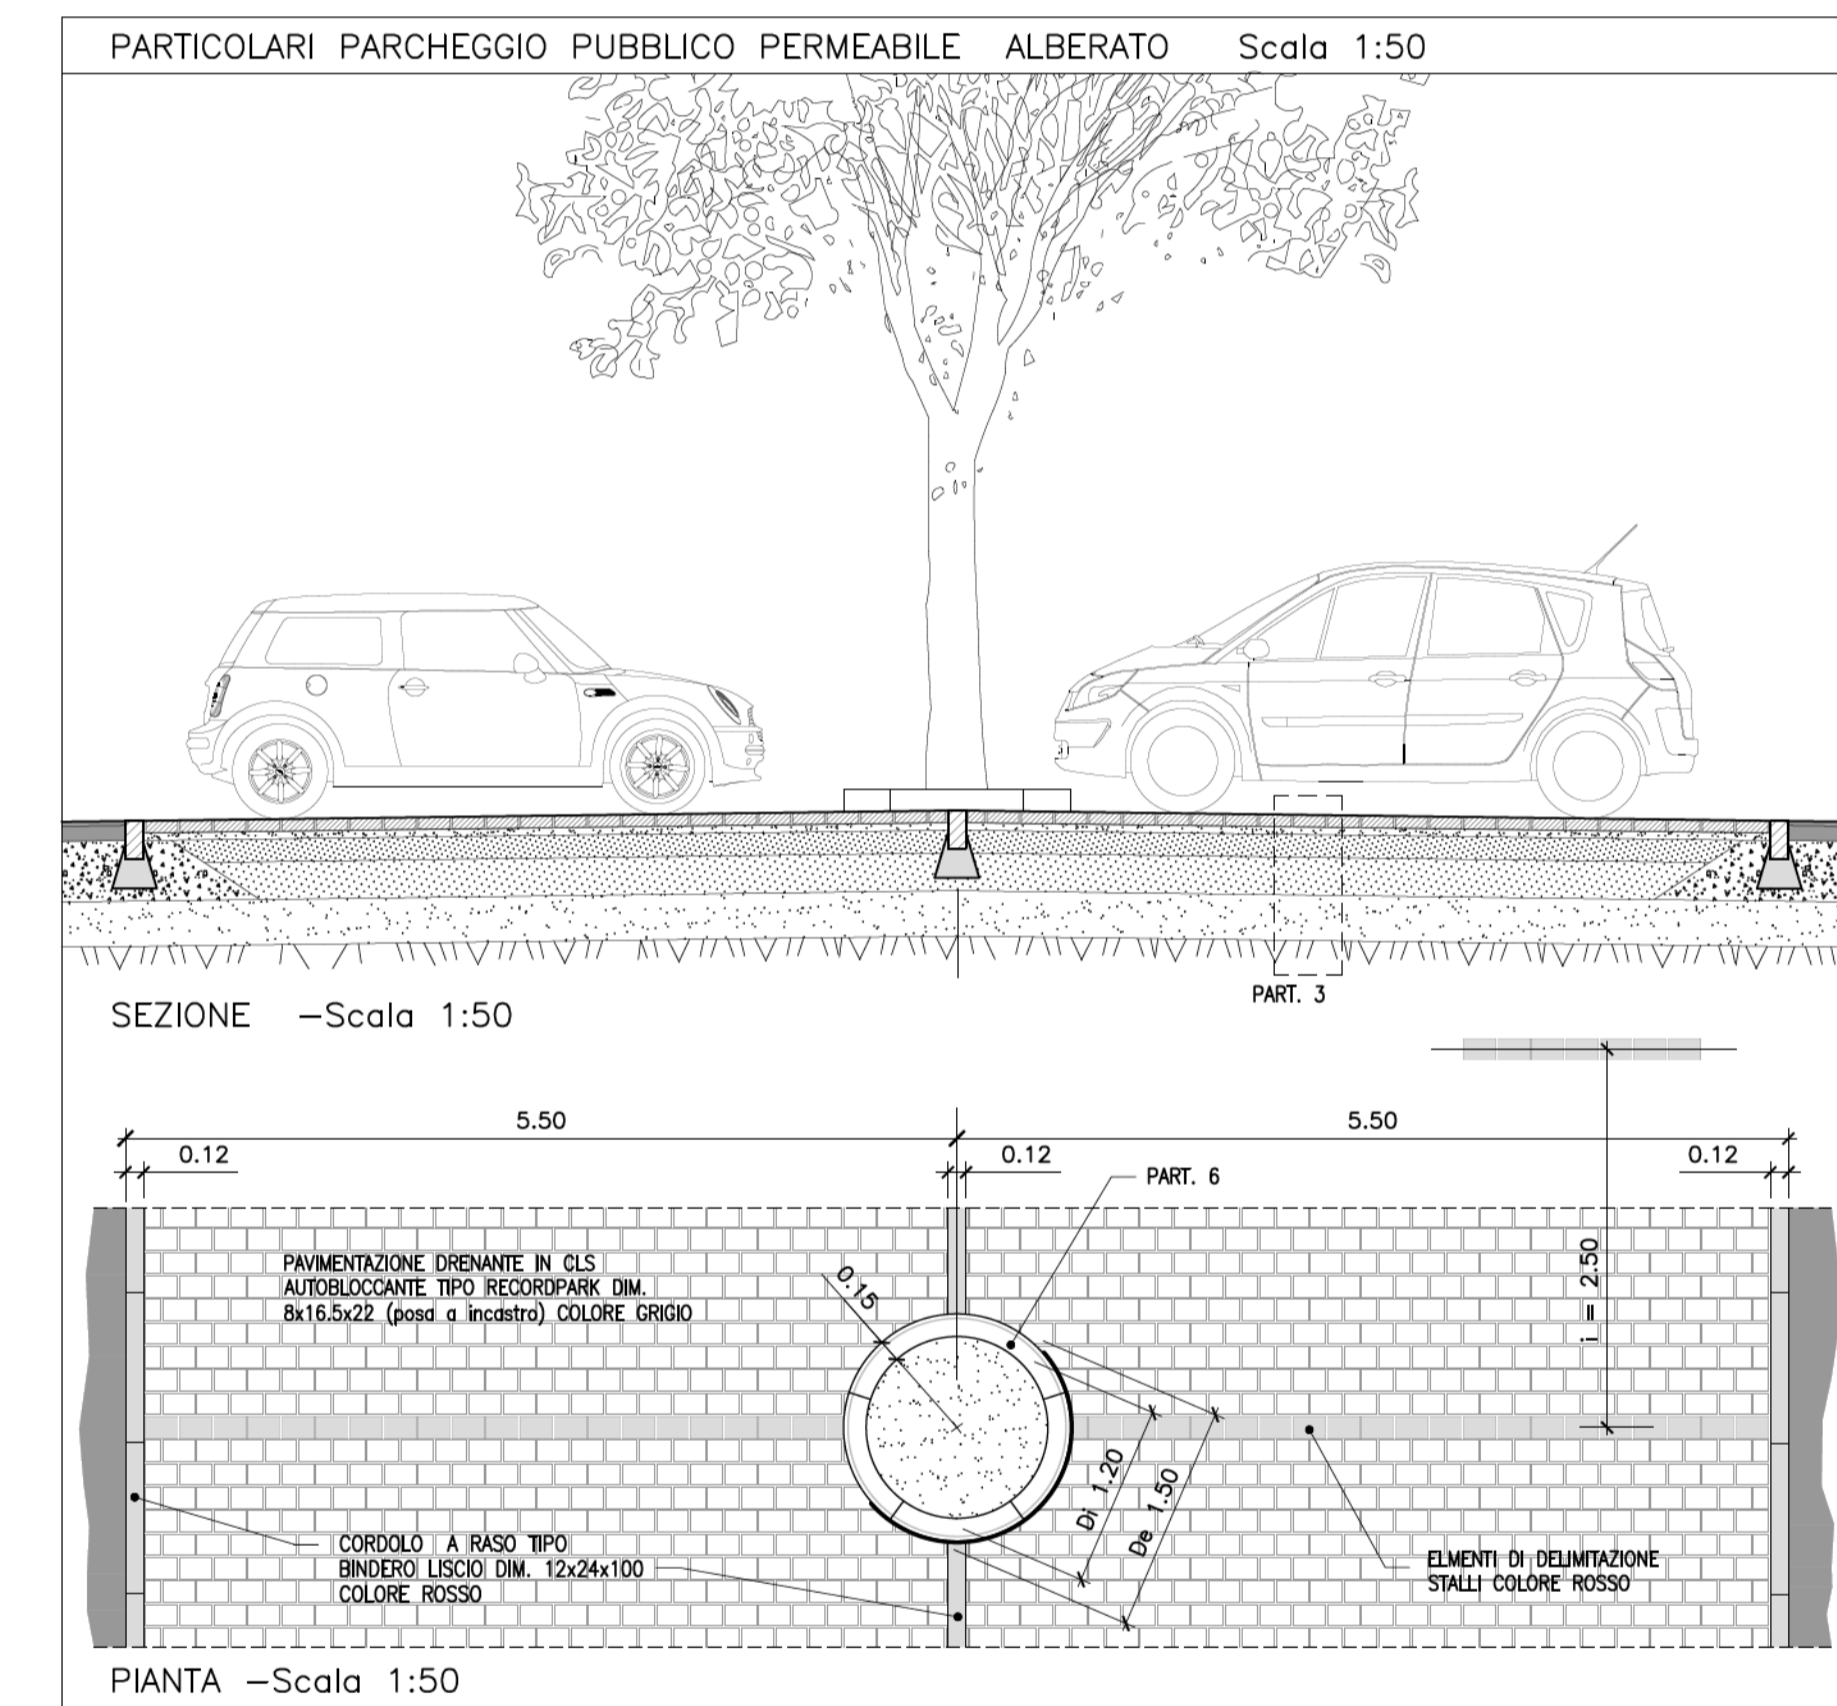 PARTICOLARI PARCHEGGIO PUBBLICO PERMEABILE ALBERATO Scala 1:50
PART. 3
SEZIONE –Scala 1:50
5.50
5.50
0.12
0.12
0.12
PART. 6
i = 2.50
PAVIMENTAZIONE DRENANTE IN CLS
AUTOBLOCCANTE TIPO RECORDPARK DIM.
8x16.5x22 (posa a incastro) COLORE GRIGIO
0.15
Di 1.20
De 1.50
CORDOLO A RASO TIPO
BINDERO LISCIO DIM. 12x24x100
COLORE ROSSO
ELMENTI DI DELIMITAZIONE
STALLI COLORE ROSSO
PIANTA –Scala 1:50